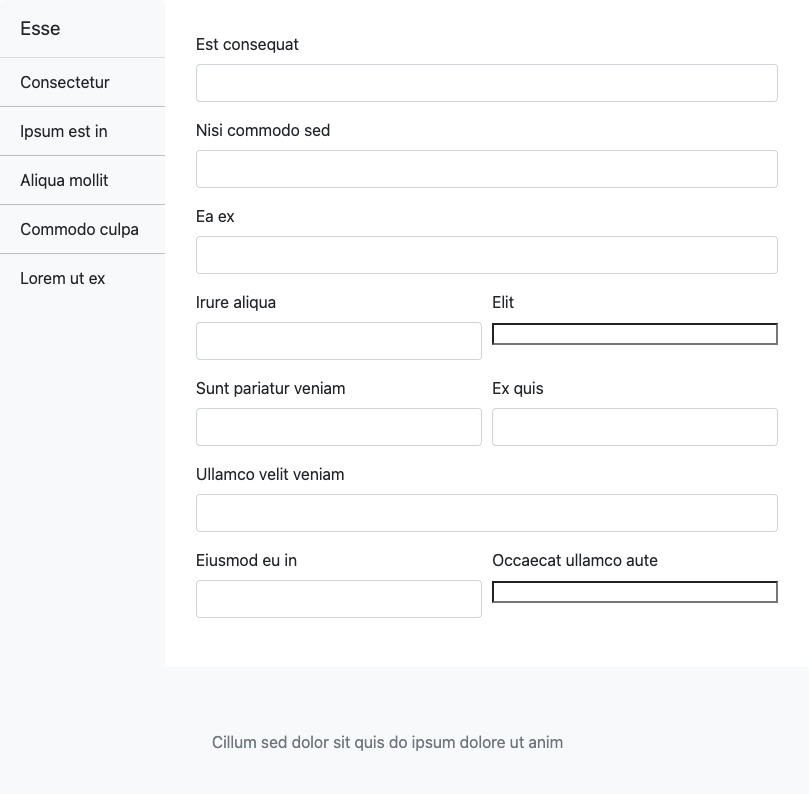 Esse
Consectetur
Ipsum est in
Aliqua mollit
Commodo culpa
Lorem ut ex
Est consequat
Nisi commodo sed
Ea ex
Irure aliqua
Elit
Sunt pariatur veniam
Ex quis
Ullamco velit veniam
Eiusmod eu in
Occaecat ullamco aute
Cillum sed dolor sit quis do ipsum dolore ut anim